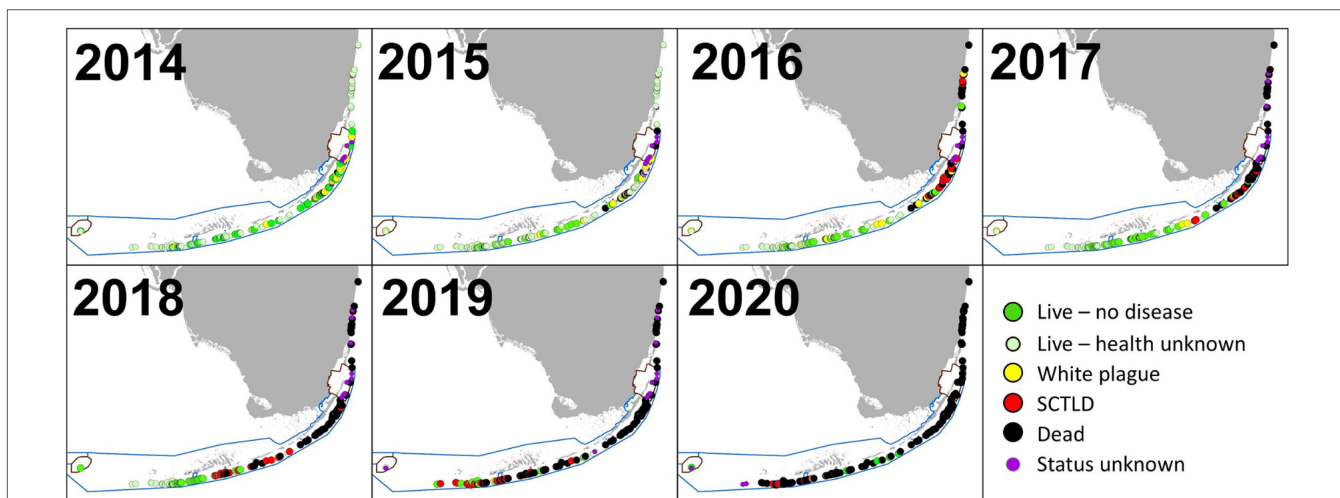 2014
2015
2016
2017
2018
2019
2020
Live – no disease
Live – health unknown
White plague
SCTLD
Dead
Status unknown